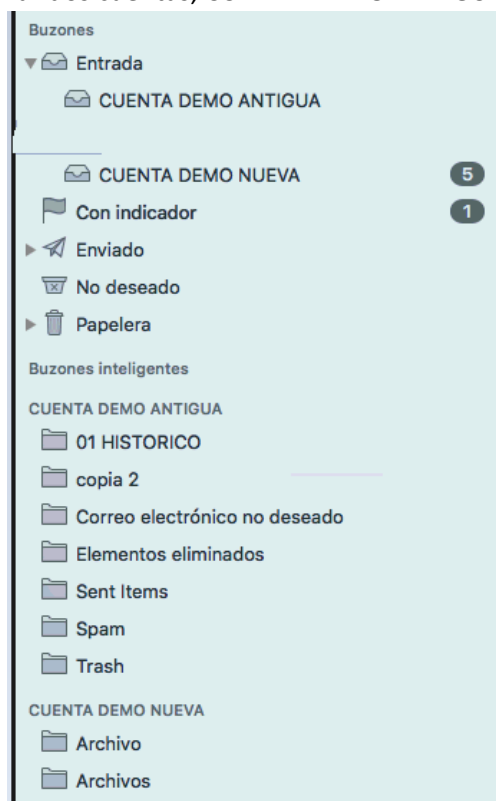 Buzones
Entrada
CUENTA DEMO ANTIGUA
CUENTA DEMO NUEVA 5
Con indicador 1
Enviado
No deseado
Papelera
Buzones inteligentes
CUENTA DEMO ANTIGUA
01 HISTORICO
copia 2
Correo electrónico no deseado
Elementos eliminados
Sent Items
Spam
Trash
CUENTA DEMO NUEVA
Archivo
Archivos